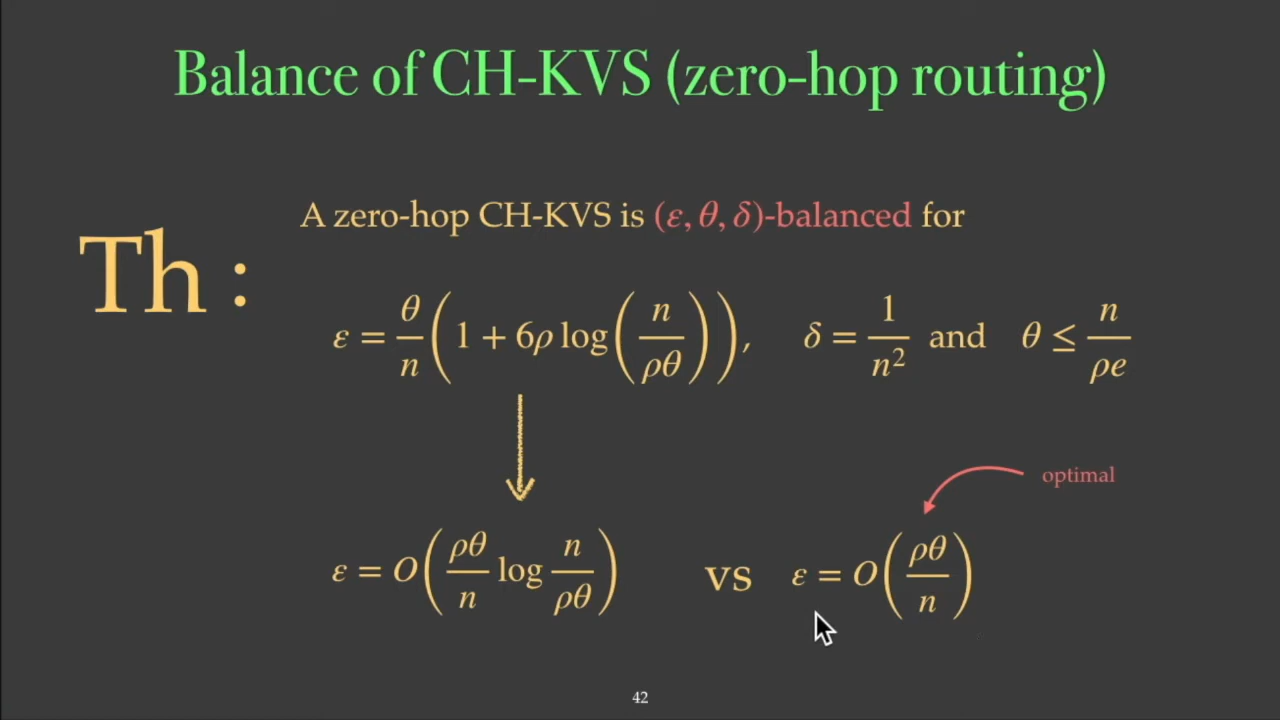 Balance of CH-KVS (zero-hop routing)
Th :
A zero-hop CH-KVS is (ε, θ, δ)-balanced for
ε = θ/n (1 + 6ρ log(n/ρθ)), δ = 1/n² and θ ≤ n/ρe
optimal
ε = O(ρθ/n log n/ρθ) vs ε = O(ρθ/n)
42